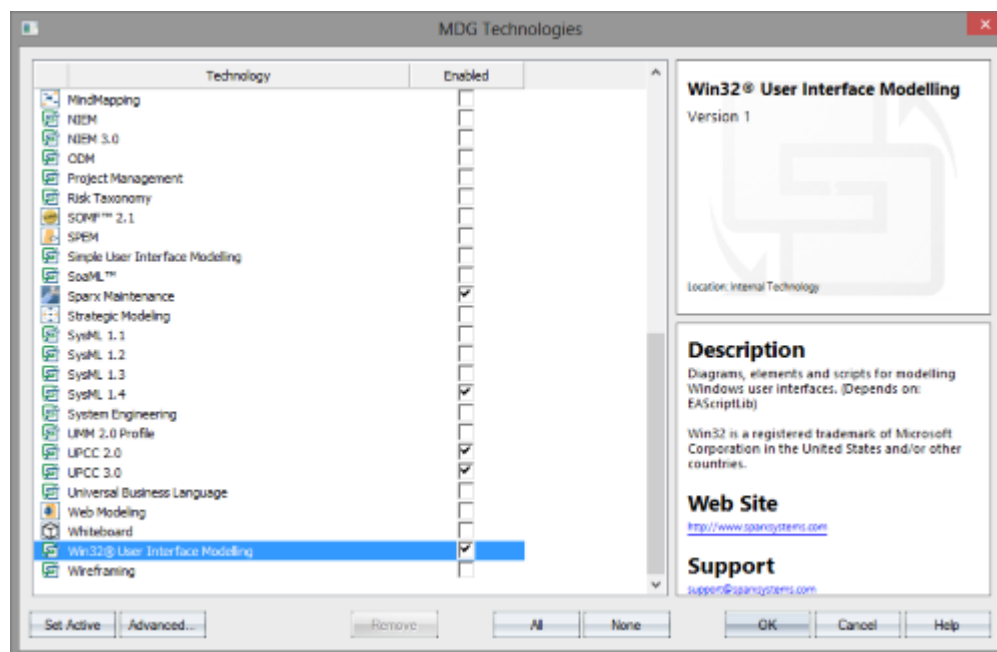 MDG Technologies
Technology Enabled
MindMapping
NIEM
NIEM 3.0
ODM
Project Management
Risk Taxonomy
SOMF™ 2.1
SPEM
Simple User Interface Modeling
SoaML™
Sparx Maintenance
Strategic Modeling
SysML 1.1
SysML 1.2
SysML 1.3
SysML 1.4
System Engineering
UMM 2.0 Profile
UPCC 2.0
UPCC 3.0
Universal Business Language
Web Modeling
Whiteboard
Win32® User Interface Modelling
Wireframing
Win32® User Interface Modelling
Version 1
Location: Internal Technology
Description
Diagrams, elements and scripts for modelling
Windows user interfaces. (Depends on:
EAScriptLib)
Win32 is a registered trademark of Microsoft
Corporation in the United States and/or other
countries.
Web Site
http://www.sparxsystems.com
Support
support@sparxsystems.com
Set Active Advanced... Remove All None OK Cancel Help